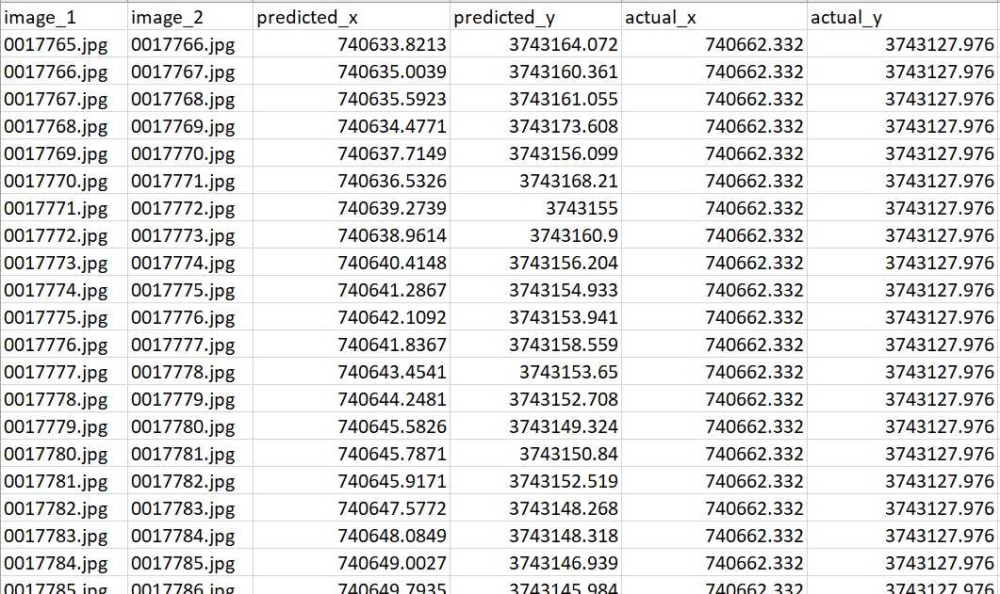 image_1 image_2 predicted_x predicted_y actual_x actual_y
0017765.jpg 0017766.jpg 740633.8213 3743164.072 740662.332 3743127.976
0017766.jpg 0017767.jpg 740635.0039 3743160.361 740662.332 3743127.976
0017767.jpg 0017768.jpg 740635.5923 3743161.055 740662.332 3743127.976
0017768.jpg 0017769.jpg 740634.4771 3743173.608 740662.332 3743127.976
0017769.jpg 0017770.jpg 740637.7149 3743156.099 740662.332 3743127.976
0017770.jpg 0017771.jpg 740636.5326 3743168.21 740662.332 3743127.976
0017771.jpg 0017772.jpg 740639.2739 3743155 740662.332 3743127.976
0017772.jpg 0017773.jpg 740638.9614 3743160.9 740662.332 3743127.976
0017773.jpg 0017774.jpg 740640.4148 3743156.204 740662.332 3743127.976
0017774.jpg 0017775.jpg 740641.2867 3743154.933 740662.332 3743127.976
0017775.jpg 0017776.jpg 740642.1092 3743153.941 740662.332 3743127.976
0017776.jpg 0017777.jpg 740641.8367 3743158.559 740662.332 3743127.976
0017777.jpg 0017778.jpg 740643.4541 3743153.65 740662.332 3743127.976
0017778.jpg 0017779.jpg 740644.2481 3743152.708 740662.332 3743127.976
0017779.jpg 0017780.jpg 740645.5826 3743149.324 740662.332 3743127.976
0017780.jpg 0017781.jpg 740645.7871 3743150.84 740662.332 3743127.976
0017781.jpg 0017782.jpg 740645.9171 3743152.519 740662.332 3743127.976
0017782.jpg 0017783.jpg 740647.5772 3743148.268 740662.332 3743127.976
0017783.jpg 0017784.jpg 740648.0849 3743148.318 740662.332 3743127.976
0017784.jpg 0017785.jpg 740649.0027 3743146.939 740662.332 3743127.976
0017785.jpg 0017786.jpg 740649.7935 3743145.984 740662.332 3743127.976